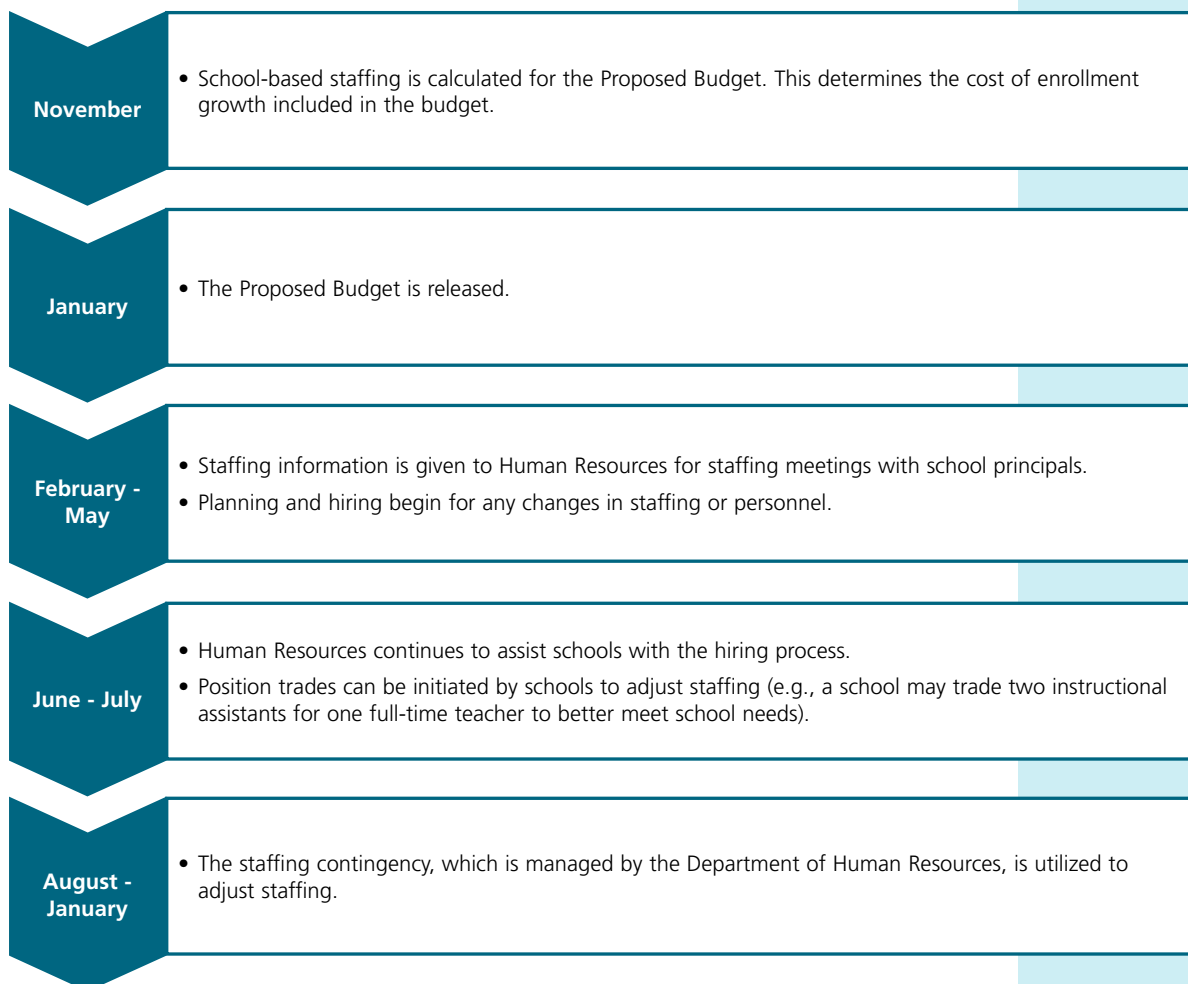 November
• School-based staffing is calculated for the Proposed Budget. This determines the cost of enrollment
growth included in the budget.
January
• The Proposed Budget is released.
February -
May
• Staffing information is given to Human Resources for staffing meetings with school principals.
• Planning and hiring begin for any changes in staffing or personnel.
June - July
• Human Resources continues to assist schools with the hiring process.
• Position trades can be initiated by schools to adjust staffing (e.g., a school may trade two instructional
assistants for one full-time teacher to better meet school needs).
August -
January
• The staffing contingency, which is managed by the Department of Human Resources, is utilized to
adjust staffing.